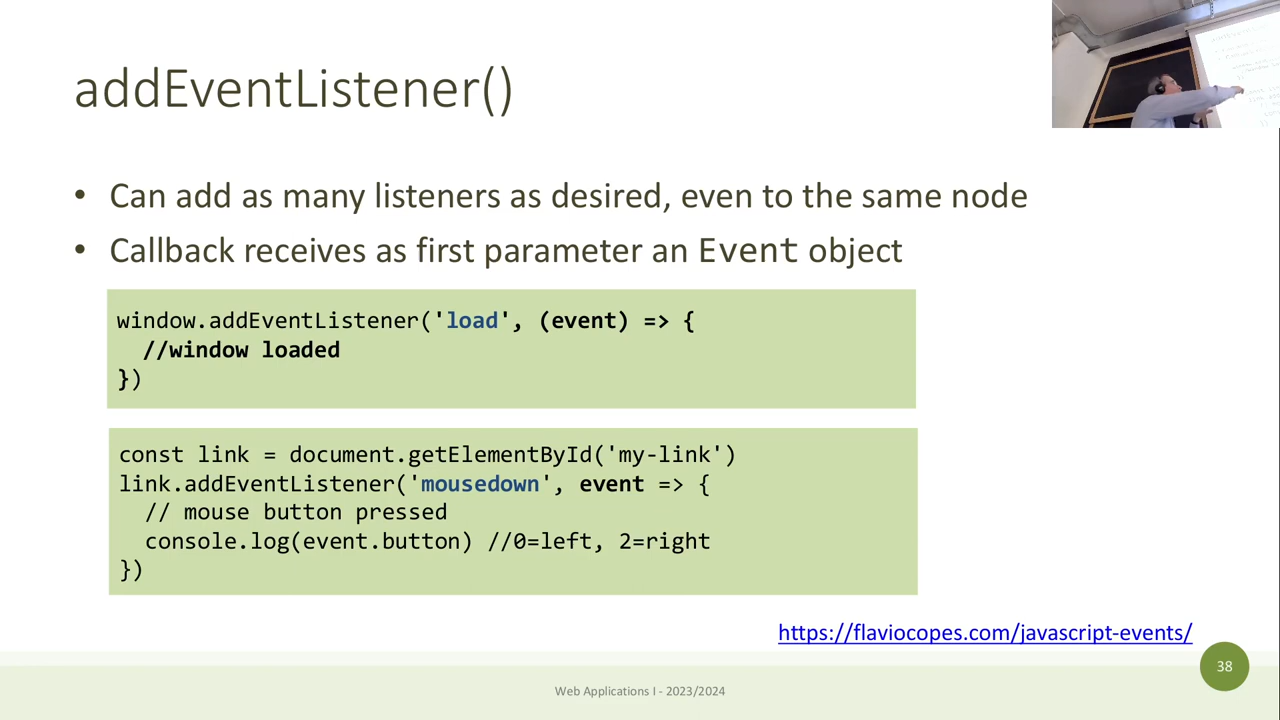 addEventListener()
• Can add as many listeners as desired, even to the same node
• Callback receives as first parameter an Event object
window.addEventListener('load', (event) => {
  //window loaded
})
const link = document.getElementById('my-link')
link.addEventListener('mousedown', event => {
  // mouse button pressed
  console.log(event.button) //0=left, 2=right
})
https://flaviocopes.com/javascript-events/
38
Web Applications I - 2023/2024